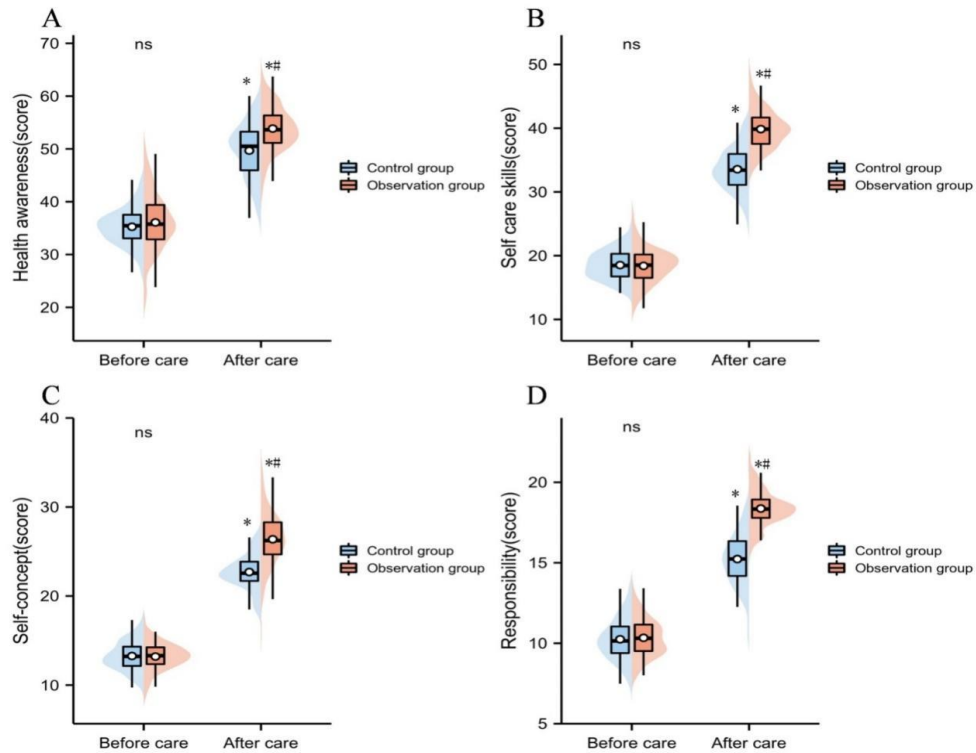 A
Health awareness(score)
70
60
50
40
30
20
ns
*
*#
Before care
After care
Control group
Observation group
B
Self care skills(score)
50
40
30
20
10
ns
*
*#
Before care
After care
Control group
Observation group
C
Self-concept(score)
40
30
20
10
ns
*
*#
Before care
After care
Control group
Observation group
D
Responsibility(score)
20
15
10
5
ns
*
*#
Before care
After care
Control group
Observation group